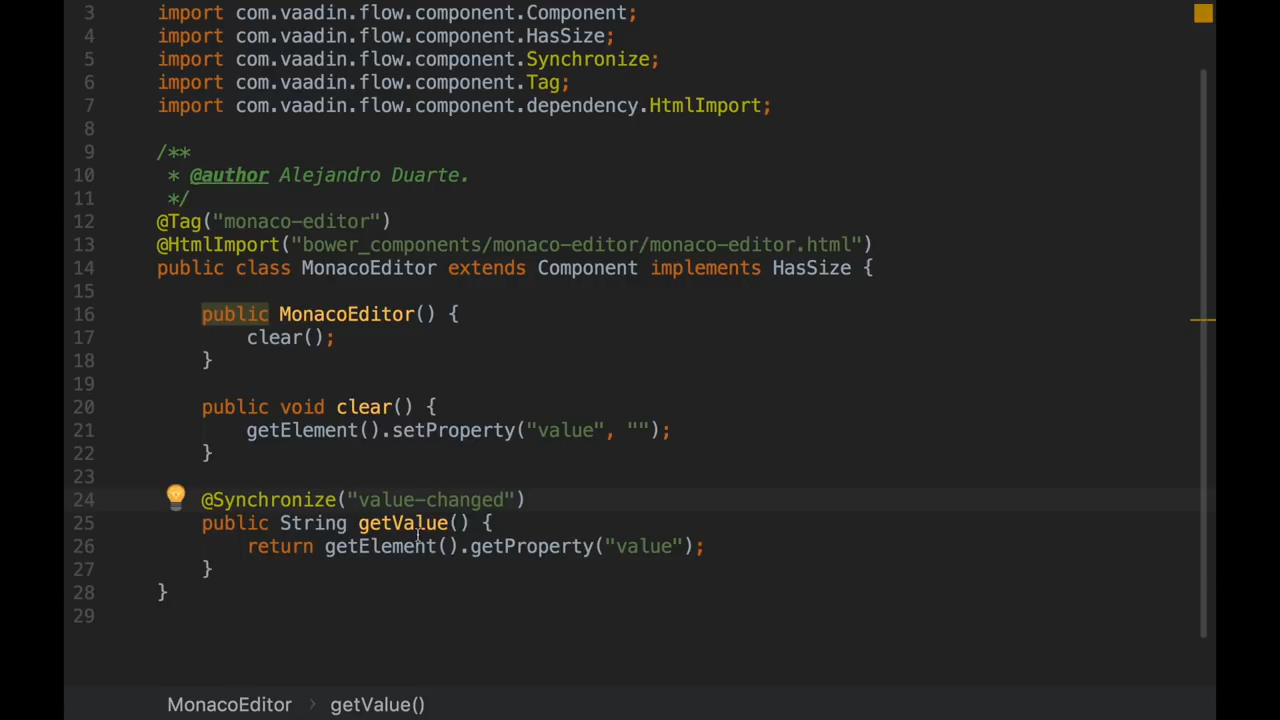 3 import com.vaadin.flow.component.Component;
4 import com.vaadin.flow.component.HasSize;
5 import com.vaadin.flow.component.Synchronize;
6 import com.vaadin.flow.component.Tag;
7 import com.vaadin.flow.component.dependency.HtmlImport;
8
9 /**
10 * @author Alejandro Duarte.
11 */
12 @Tag("monaco-editor")
13 @HtmlImport("bower_components/monaco-editor/monaco-editor.html")
14 public class MonacoEditor extends Component implements HasSize {
15
16 public MonacoEditor() {
17 clear();
18 }
19
20 public void clear() {
21 getElement().setProperty("value", "");
22 }
23
24 @Synchronize("value-changed")
25 public String getValue() {
26 return getElement().getProperty("value");
27 }
28 }
29
MonacoEditor › getValue()